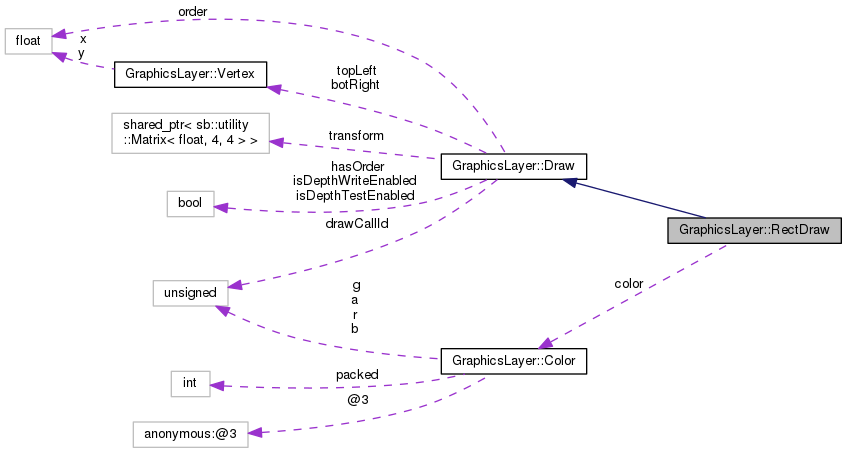 order
float
x
y
GraphicsLayer::Vertex
topLeft
botRight
shared_ptr< sb::utility
::Matrix< float, 4, 4 > >
transform
GraphicsLayer::Draw
hasOrder
isDepthWriteEnabled
isDepthTestEnabled
bool
drawCallId
GraphicsLayer::RectDraw
unsigned
g
a
r
b
color
GraphicsLayer::Color
packed
int
@3
anonymous:@3